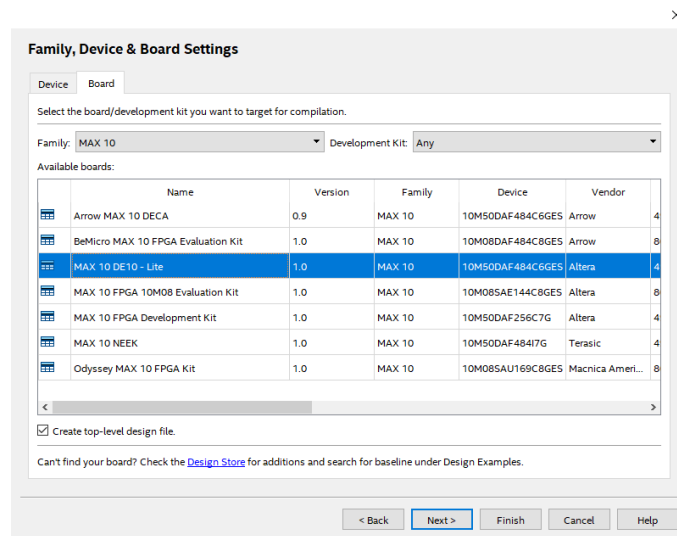 Family, Device & Board Settings
Device Board
Select the board/development kit you want to target for compilation.
Family: MAX 10 Development Kit: Any
Available boards:
Name Version Family Device Vendor
Arrow MAX 10 DECA 0.9 MAX 10 10M50DAF484C6GES Arrow 4
BeMicro MAX 10 FPGA Evaluation Kit 1.0 MAX 10 10M08DAF484C8GES Arrow 8
MAX 10 DE10 - Lite 1.0 MAX 10 10M50DAF484C6GES Altera 4
MAX 10 FPGA 10M08 Evaluation Kit 1.0 MAX 10 10M08SAE144C8GES Altera 8
MAX 10 FPGA Development Kit 1.0 MAX 10 10M50DAF256C7G Altera 4
MAX 10 NEEK 1.0 MAX 10 10M50DAF484I7G Terasic 4
Odyssey MAX 10 FPGA Kit 1.0 MAX 10 10M08SAU169C8GES Macnica Ameri... 8
Create top-level design file.
Can't find your board? Check the Design Store for additions and search for baseline under Design Examples.
< Back Next > Finish Cancel Help